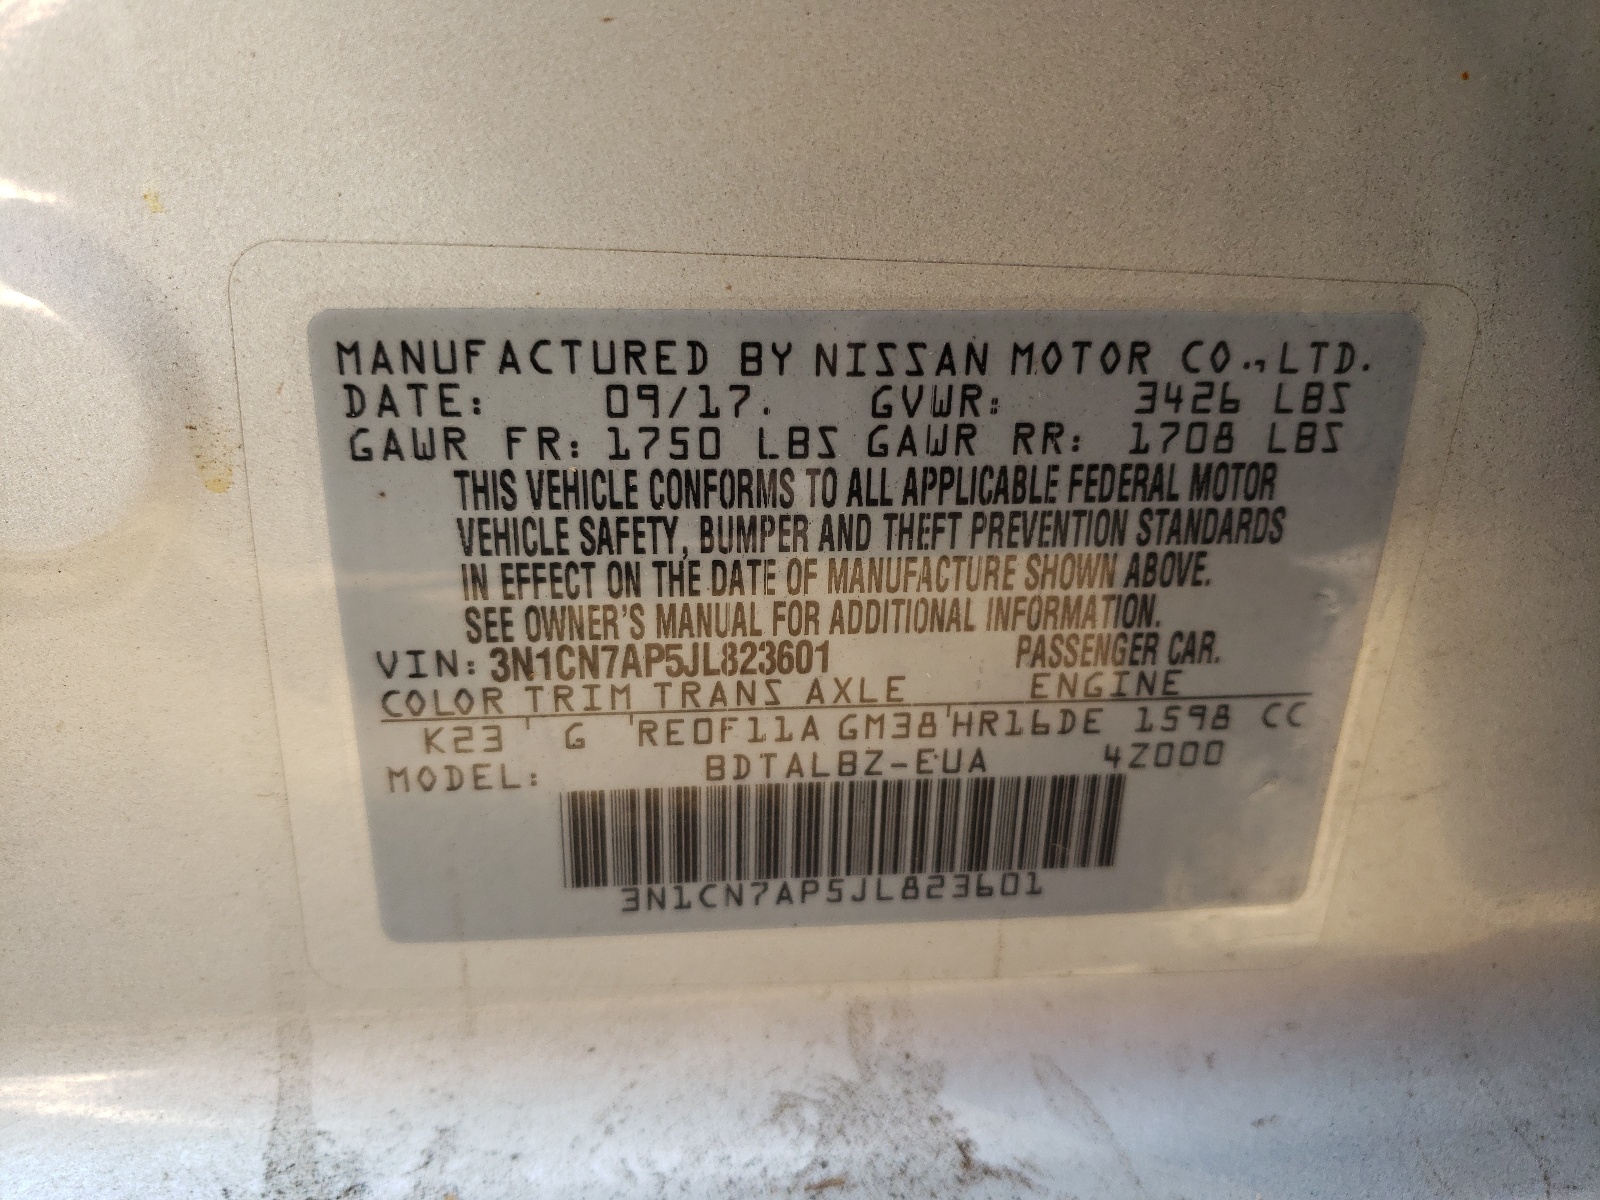 MANUFACTURED BY NISSAN MOTOR CO., LTD.
DATE: 09/17. GVWR: 3426 LBS
GAWR FR: 1750 LBS GAWR RR: 1708 LBS
THIS VEHICLE CONFORMS TO ALL APPLICABLE FEDERAL MOTOR
VEHICLE SAFETY, BUMPER AND THEFT PREVENTION STANDARDS
IN EFFECT ON THE DATE OF MANUFACTURE SHOWN ABOVE.
SEE OWNER'S MANUAL FOR ADDITIONAL INFORMATION.
VIN: 3N1CN7AP5JL823601 PASSENGER CAR.
COLOR TRIM TRANS AXLE ENGINE
K23 G RE0F11A GM38 HR16DE 1598 CC
MODEL: BDTALBZ-EUA 4Z000
3N1CN7AP5JL823601